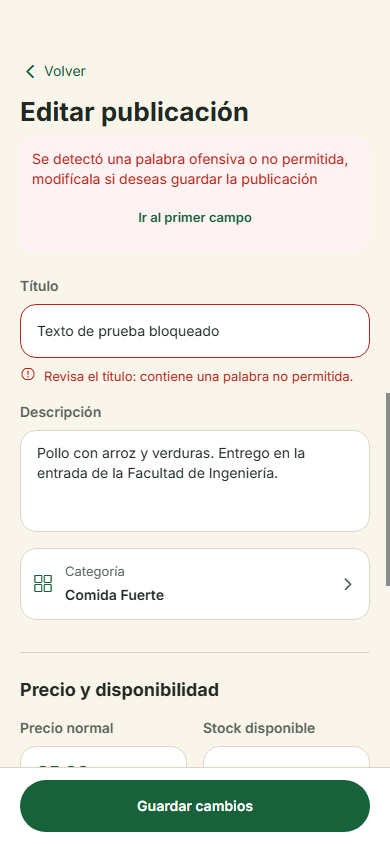 Volver
Editar publicación
Se detectó una palabra ofensiva o no permitida,
modifícala si deseas guardar la publicación
Ir al primer campo
Título
Texto de prueba bloqueado
Revisa el título: contiene una palabra no permitida.
Descripción
Pollo con arroz y verduras. Entrego en la
entrada de la Facultad de Ingeniería.
Categoría
Comida Fuerte
Precio y disponibilidad
Precio normal
Stock disponible
Guardar cambios